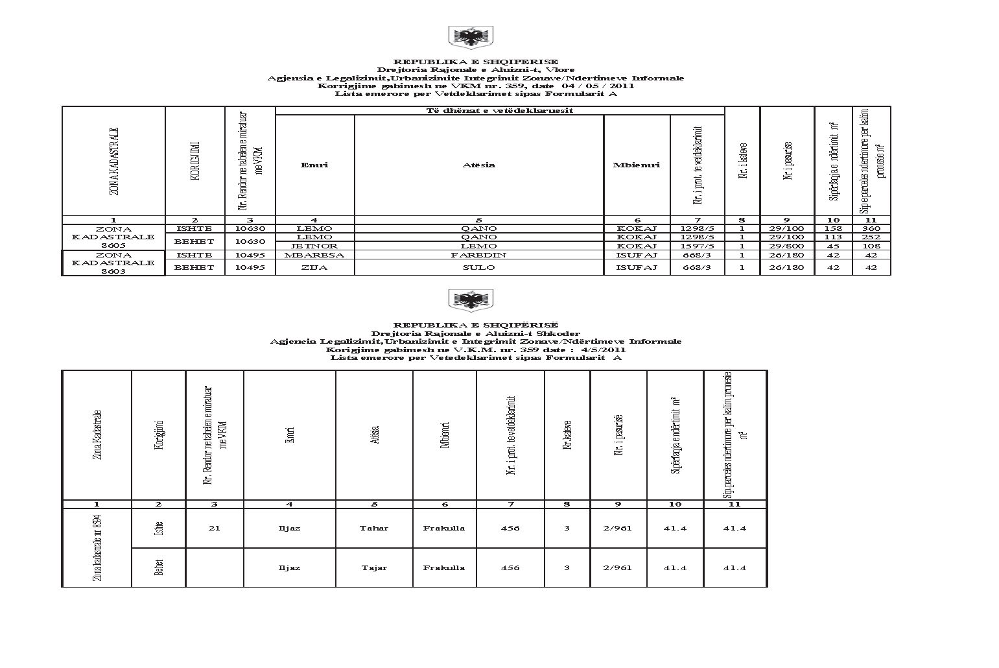 REPUBLIKA E SHQIPERISE
Drejtoria Rajonale e Aluizni-t, Vlore
Agjensia e Legalizimit,Urbanizimite Integrimit Zonave/Ndertimeve Informale
Korrigjime gabimesh ne VKM nr. 359, date 04 / 05 / 2011
Lista emerore per Vetdeklarimet sipas Formularit A
ZONA KADASTRALE
KORIGJIMI
Nr. Rendor ne tabelen e miratuar
me VKM
Të dhënat e vetëdeklaruesit
Emri
Atësia
Mbiemri
Nr. i prot. te vetdeklarimit
Nr. i kateve
Nr i pasurise
Sipërfaqja e ndërtimit m²
Sip e parceles ndertimore per kalim
pronesie m²
1 2 3 4 5 6 7 8 9 10 11
ZONA
KADASTRALE
8605
ISHTE 10630 LEMO QANO KOKAJ 1298/5 1 29/100 158 360
BEHET 10630 LEMO QANO KOKAJ 1298/5 1 29/100 113 252
JETNOR LEMO KOKAJ 1597/5 1 29/800 45 108
ZONA
KADASTRALE
8603
ISHTE 10495 MBARESA FAREDIN ISUFAJ 668/3 1 26/180 42 42
BEHET 10495 ZIJA SULO ISUFAJ 668/3 1 26/180 42 42
REPUBLIKA E SHQIPËRISË
Drejtoria Rajonale e Aluizni-t Shkoder
Agjencia Legalizimit,Urbanizimit e Integrimit Zonave/Ndërtimeve Informale
Korigjime gabimesh ne V.K.M. nr. 359 date : 4/5/2011
Lista emerore per Vetedeklarimet sipas Formularit A
Zona Kadastrale
Korigjimi
Nr. Rendor ne tabelen e miratuar
me VKM
Emri
Atësia
Mbiemri
Nr. i prot. te vetdeklarimit
Nr.kateve
Nr. i pasurisë
Sipërfaqja e ndërtimit m²
Sip.parceles ndertimore per kalim pronesie
m²
1 2 3 4 5 6 7 8 9 10 11
Zona kadastrale nr 8594
Ishte 21 Iljaz Tahar Frakulla 456 3 2/961 41.4 41.4
Behet Iljaz Tajar Frakulla 456 3 2/961 41.4 41.4